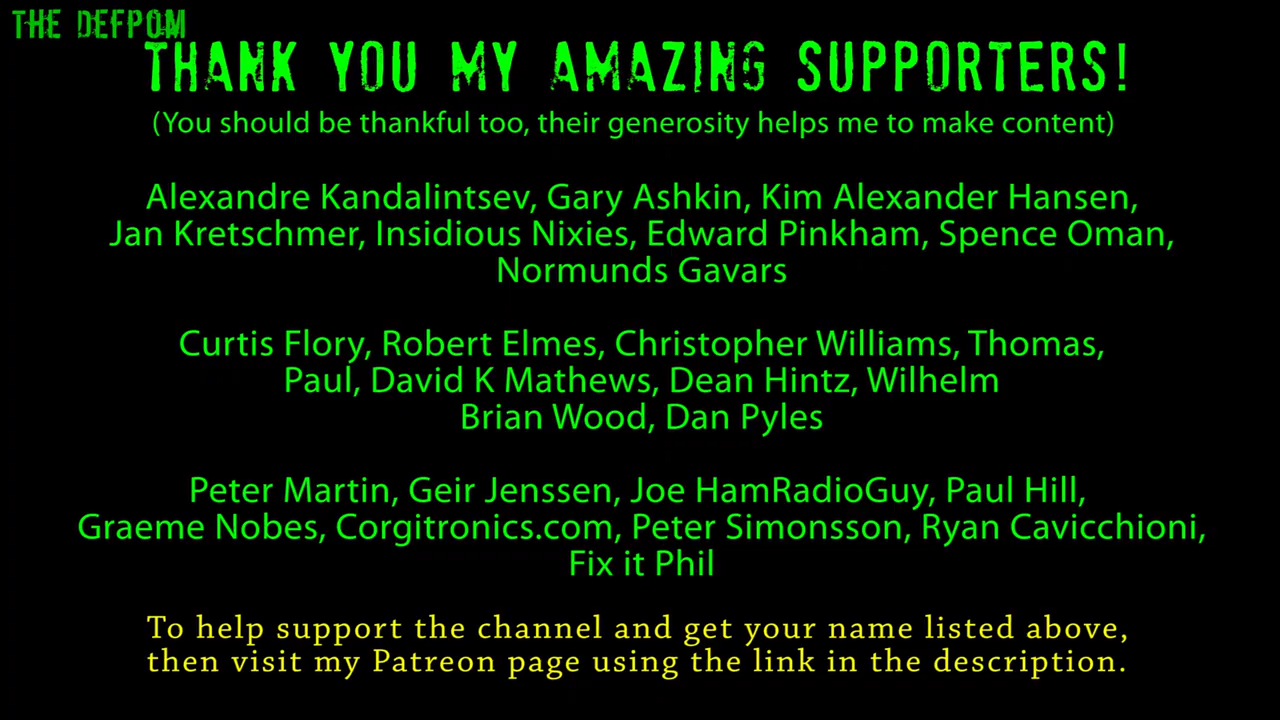 THE DEFPOM
THANK YOU MY AMAZING SUPPORTERS!
(You should be thankful too, their generosity helps me to make content)
Alexandre Kandalintsev, Gary Ashkin, Kim Alexander Hansen,
Jan Kretschmer, Insidious Nixies, Edward Pinkham, Spence Oman,
Normunds Gavars
Curtis Flory, Robert Elmes, Christopher Williams, Thomas,
Paul, David K Mathews, Dean Hintz, Wilhelm
Brian Wood, Dan Pyles
Peter Martin, Geir Jenssen, Joe HamRadioGuy, Paul Hill,
Graeme Nobes, Corgitronics.com, Peter Simonsson, Ryan Cavicchioni,
Fix it Phil
To help support the channel and get your name listed above,
then visit my Patreon page using the link in the description.